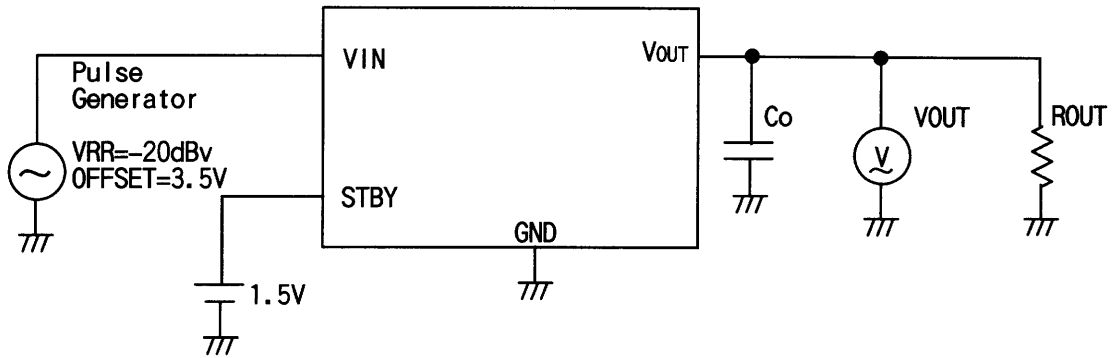 VIN
VOUT
Pulse
Generator
VRR=-20dBv
OFFSET=3.5V
Co
VOUT
ROUT
V
STBY
GND
1.5V